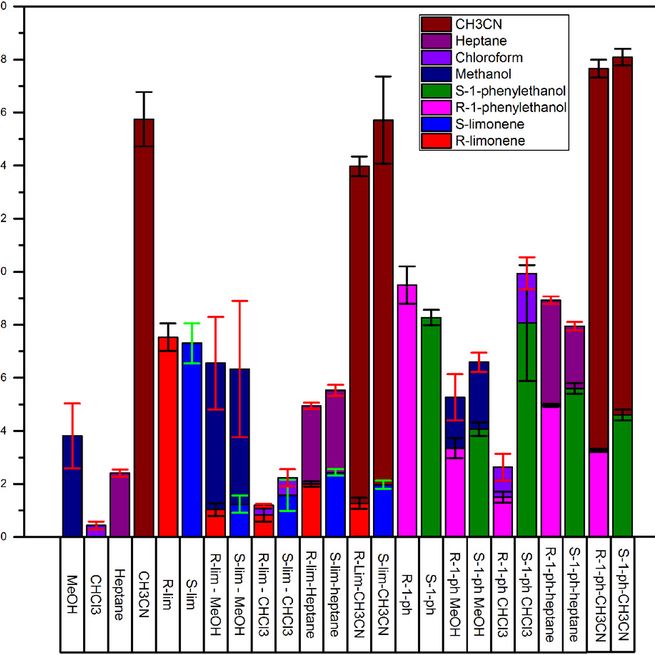 0
8
6
4
2
0
8
6
4
2
0
CH3CN
Heptane
Chloroform
Methanol
S-1-phenylethanol
R-1-phenylethanol
S-limonene
R-limonene
MeOH
CHCl3
Heptane
CH3CN
R-lim
S-lim
R-lim - MeOH
S-lim - MeOH
R-lim - CHCl3
S-lim - CHCl3
R-lim-Heptane
S-lim-heptane
R-Lim-CH3CN
S-lim-CH3CN
R-1-ph
S-1-ph
R-1-ph MeOH
S-1-ph MeOH
R-1-ph CHCl3
S-1-ph CHCl3
R-1-ph-heptane
S-1-ph-heptane
R-1-ph-CH3CN
S-1-ph-CH3CN